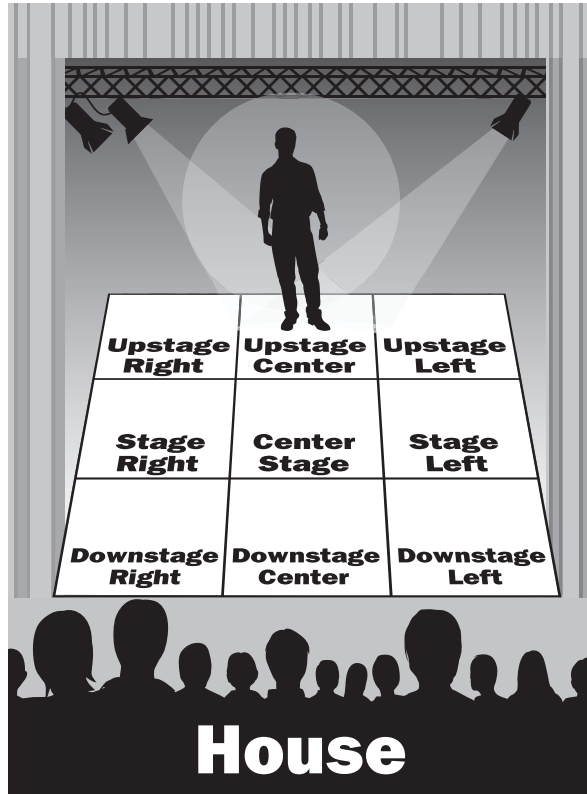 Upstage Upstage Upstage
Right Center Left
Stage Center Stage
Right Stage Left
Downstage Downstage Downstage
Right Center Left
House